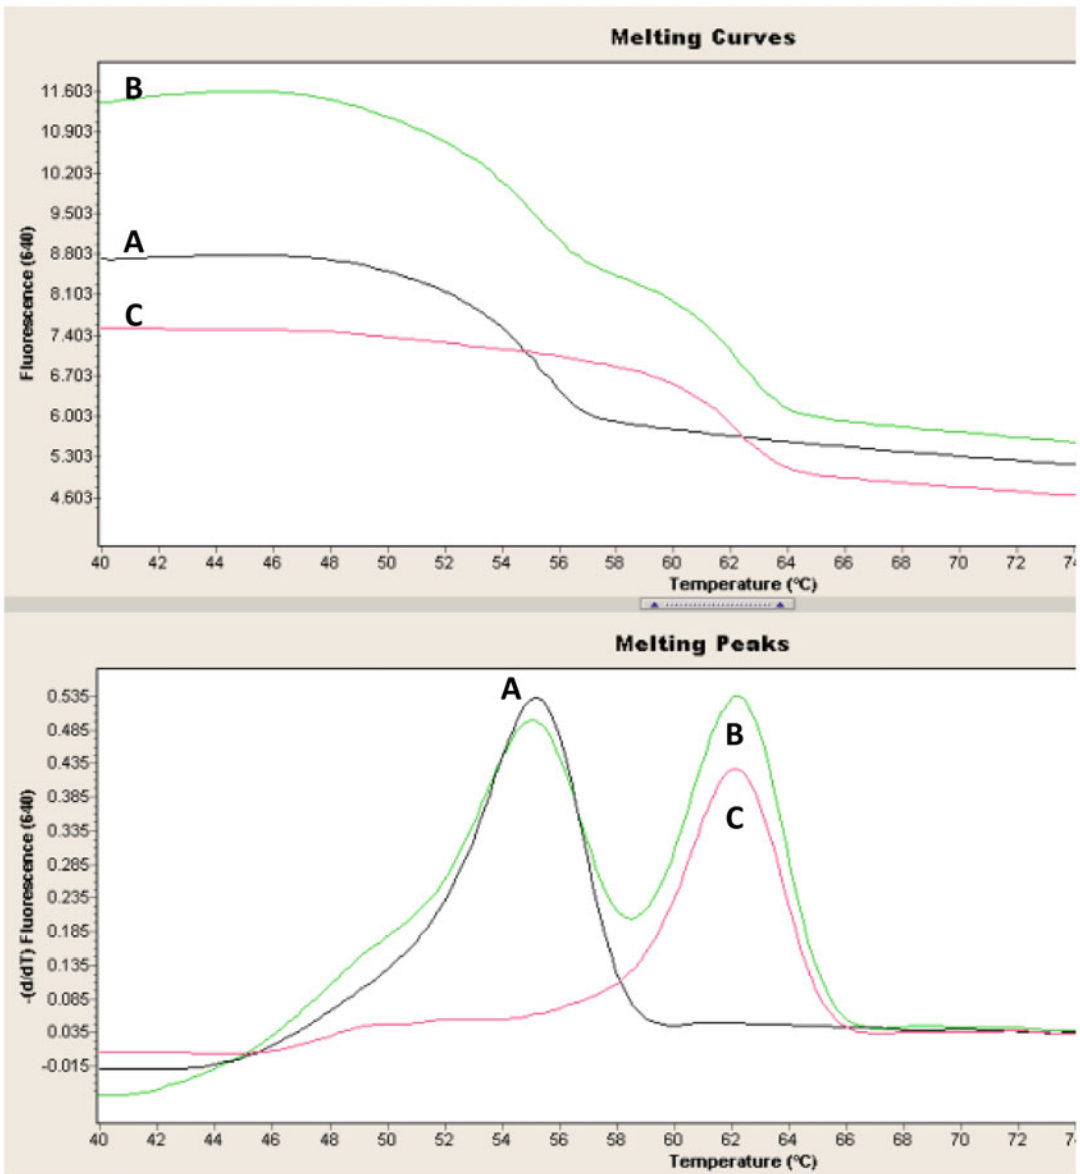 Melting Curves
B
A
C
11.603
10.903
10.203
9.503
8.803
8.103
7.403
6.703
6.003
5.303
4.603
Fluorescence (640)
40 42 44 46 48 50 52 54 56 58 60 62 64 66 68 70 72 74
Temperature (ºC)
Melting Peaks
A
B
C
0.535
0.485
0.435
0.385
0.335
0.285
0.235
0.185
0.135
0.085
0.035
-0.015
-(d/dT) Fluorescence (640)
40 42 44 46 48 50 52 54 56 58 60 62 64 66 68 70 72 74
Temperature (ºC)